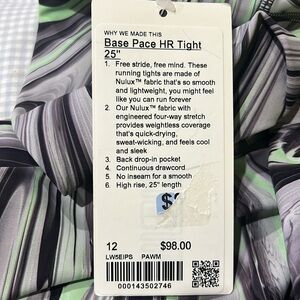 WHY WE MADE THIS
Base Pace HR Tight
25"
1. Free stride, free mind. These
running tights are made of
Nulux™ fabric that's so smooth
and lightweight, you might feel
like you can run forever
2. Our Nulux™ fabric with
engineered four-way stretch
provides weightless coverage
that's quick-drying,
sweat-wicking, and feels cool
and sleek
3. Back drop-in pocket
4. Continuous drawcord
5. No inseam for a smooth
6. High rise, 25" length
12 $98.00
LW5EIPS PAWM
000143502746